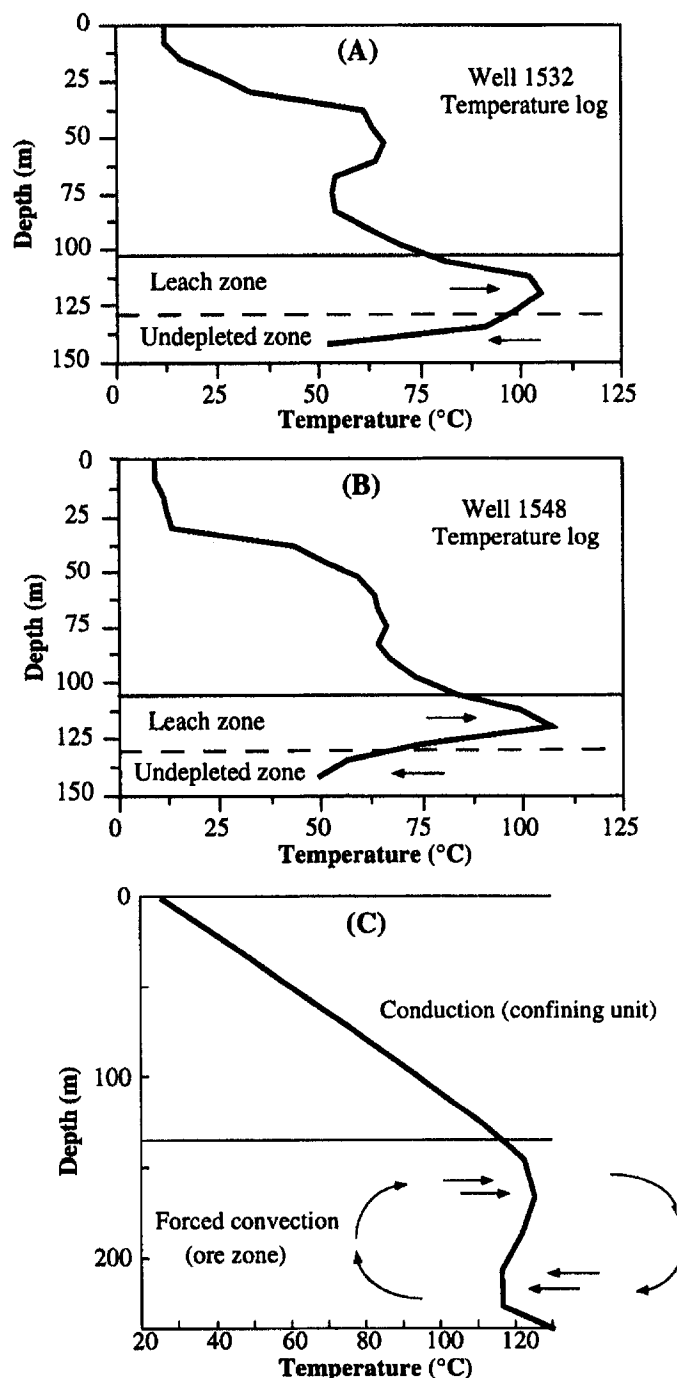 (A)
Well 1532
Temperature log
Depth (m)
0
25
50
75
100
125
150
Leach zone
Undepleted zone
0
25
50
75
100
125
Temperature (°C)
(B)
Well 1548
Temperature log
Depth (m)
0
25
50
75
100
125
150
Leach zone
Undepleted zone
0
25
50
75
100
125
Temperature (°C)
(C)
Depth (m)
0
100
200
Conduction (confining unit)
Forced convection
(ore zone)
20
40
60
80
100
120
Temperature (°C)